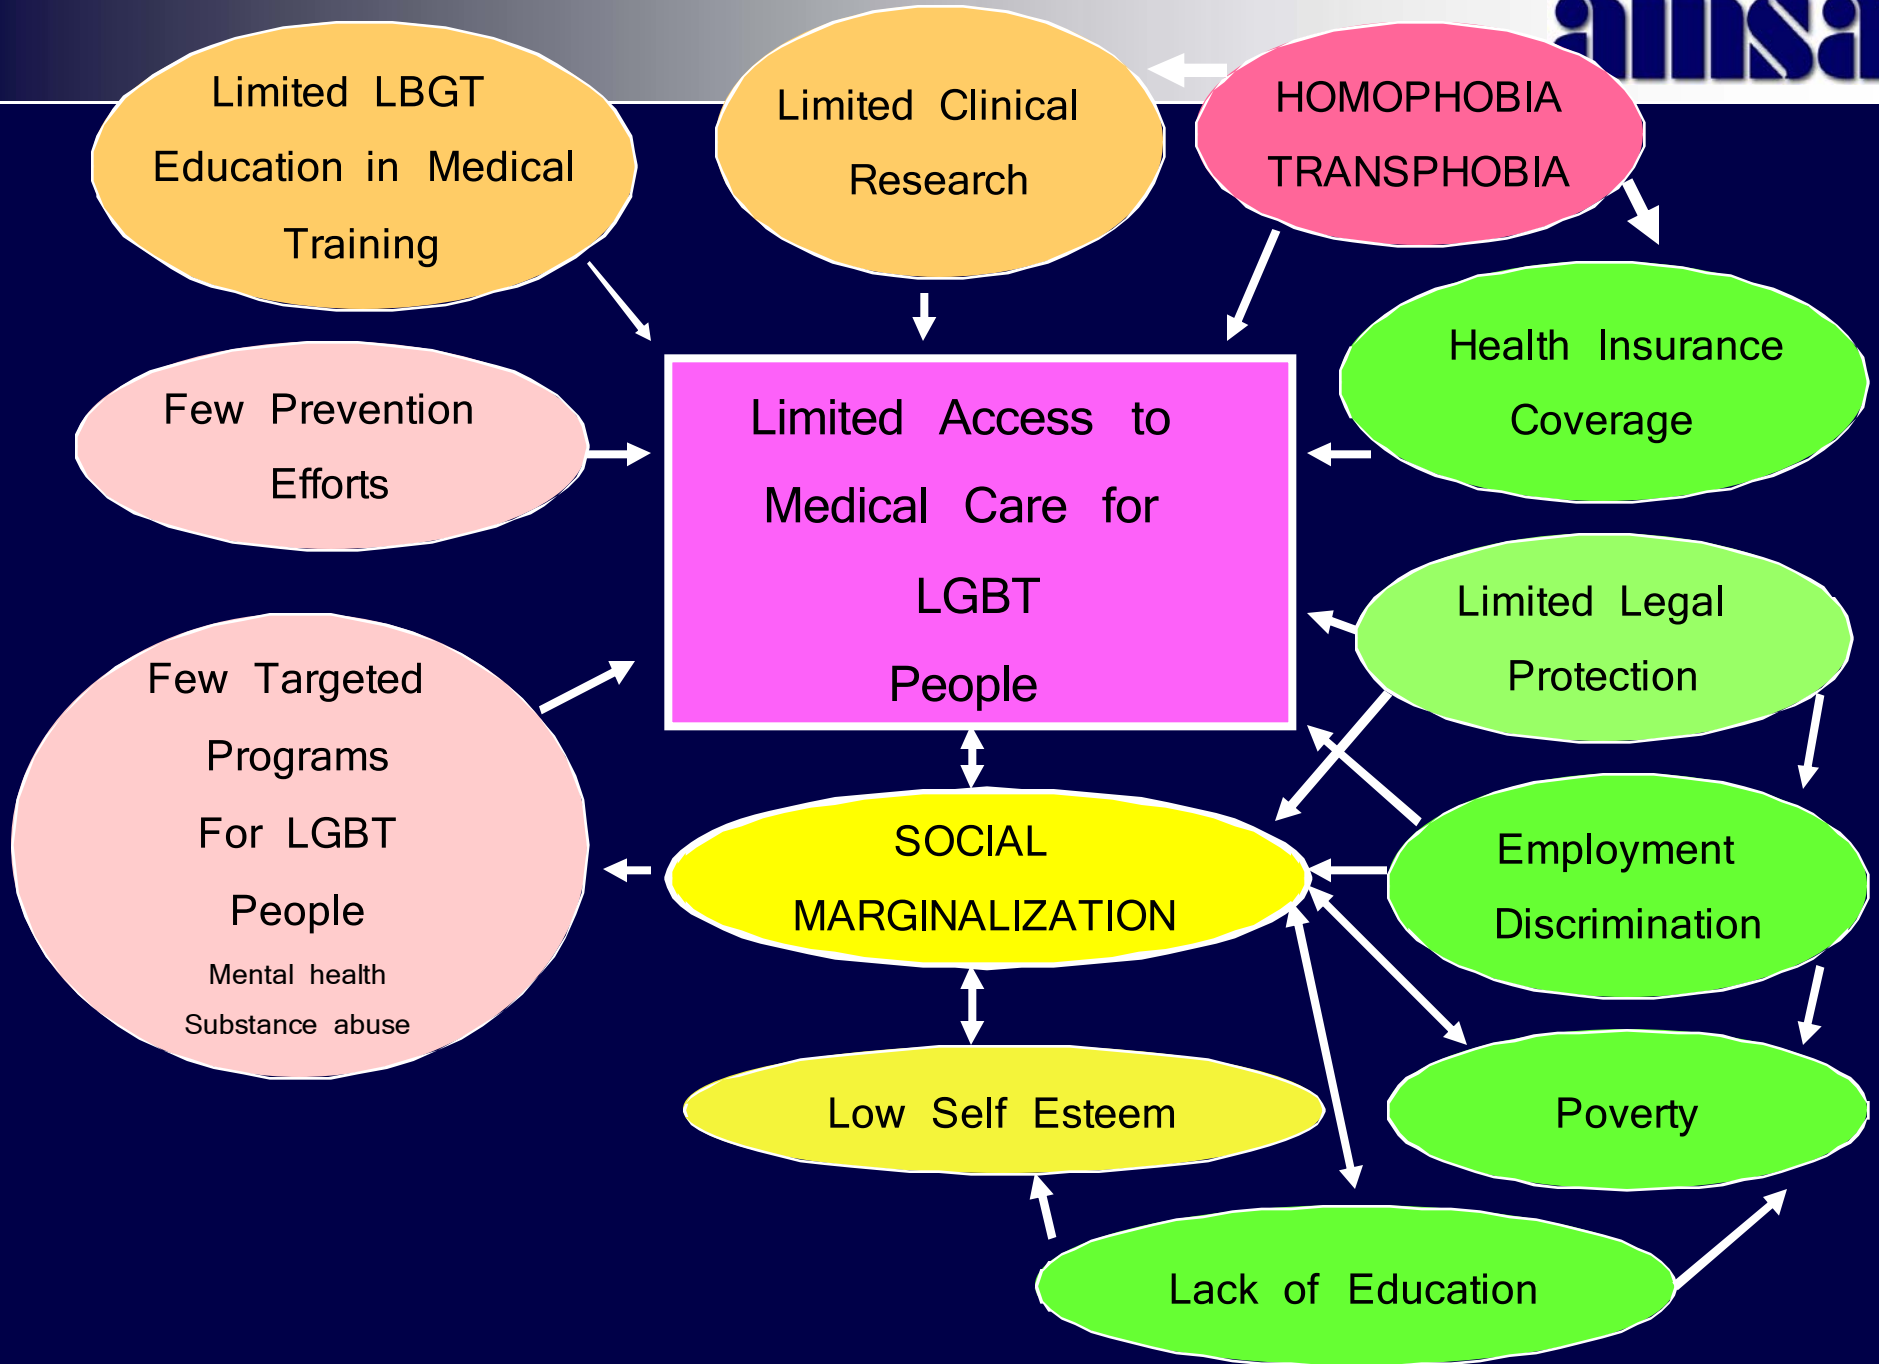 amsa
Limited LBGT
Education in Medical
Training
Limited Clinical
Research
HOMOPHOBIA
TRANSPHOBIA
Health Insurance
Coverage
Few Prevention
Efforts
Limited Access to
Medical Care for
LGBT
People
Limited Legal
Protection
Few Targeted
Programs
For LGBT
People
Mental health
Substance abuse
SOCIAL
MARGINALIZATION
Employment
Discrimination
Low Self Esteem
Poverty
Lack of Education